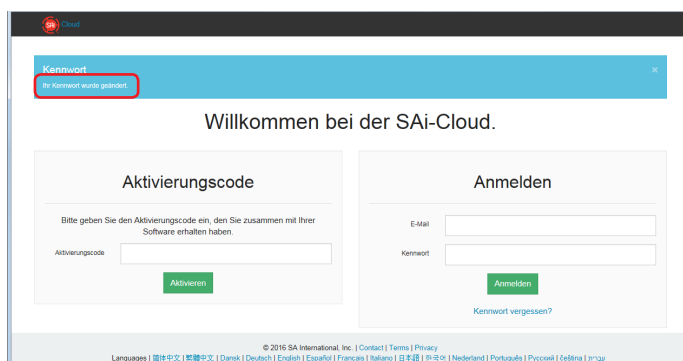 SAi Cloud
Kennwort
×
Ihr Kennwort wurde geändert.
Willkommen bei der SAi-Cloud.
Aktivierungscode
Bitte geben Sie den Aktivierungscode ein, den Sie zusammen mit Ihrer
Software erhalten haben.
Aktivierungscode
Aktivieren
Anmelden
E-Mail
Kennwort
Anmelden
Kennwort vergessen?
© 2016 SA International, Inc. | Contact | Terms | Privacy
Languages | 简体中文 | 繁體中文 | Dansk | Deutsch | English | Español | Français | Italiano | 日本語 | 한국어 | Nederland | Português | Русский | čeština | עברית